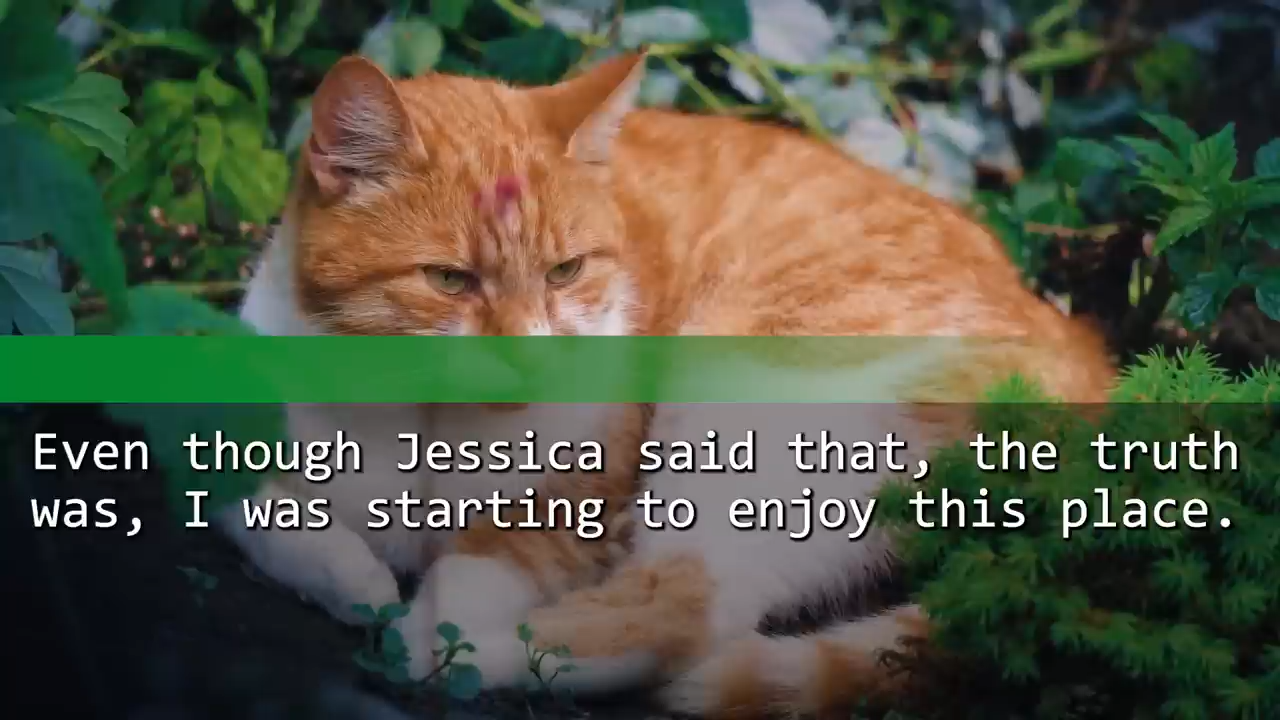 Even though Jessica said that, the truth
was, I was starting to enjoy this place.